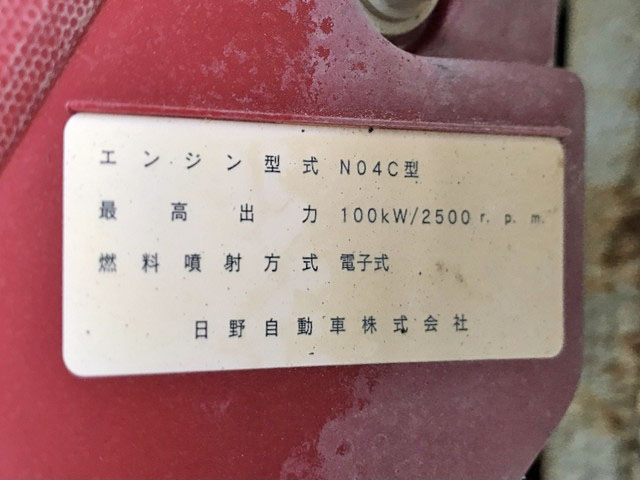 エンジン型式 N04C型
最高出力 100kW/2500 r.p.m.
燃料噴射方式 電子式
日野自動車株式会社